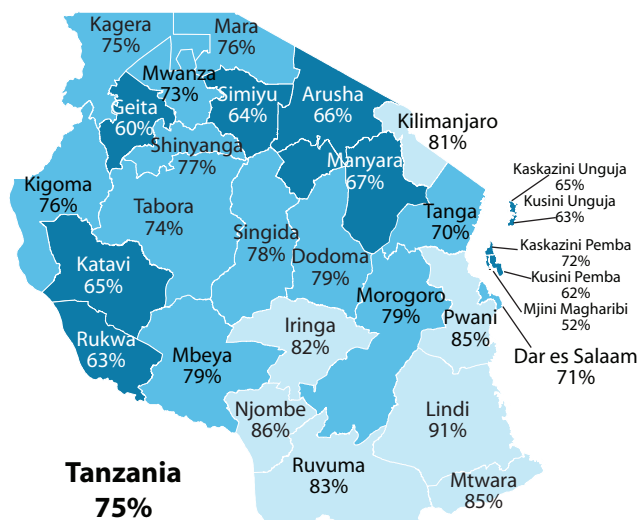 Kagera
75%
Mara
76%
Mwanza
73%
Geita
60%
Simiyu
64%
Arusha
66%
Kilimanjaro
81%
Shinyanga
77%
Manyara
67%
Kaskazini Unguja
65%
Kusini Unguja
63%
Kigoma
76%
Tabora
74%
Singida
78%
Dodoma
79%
Tanga
70%
Kaskazini Pemba
72%
Kusini Pemba
62%
Mjini Magharibi
52%
Katavi
65%
Morogoro
79%
Pwani
85%
Dar es Salaam
71%
Rukwa
63%
Mbeya
79%
Iringa
82%
Njombe
86%
Lindi
91%
Ruvuma
83%
Mtwara
85%
Tanzania
75%